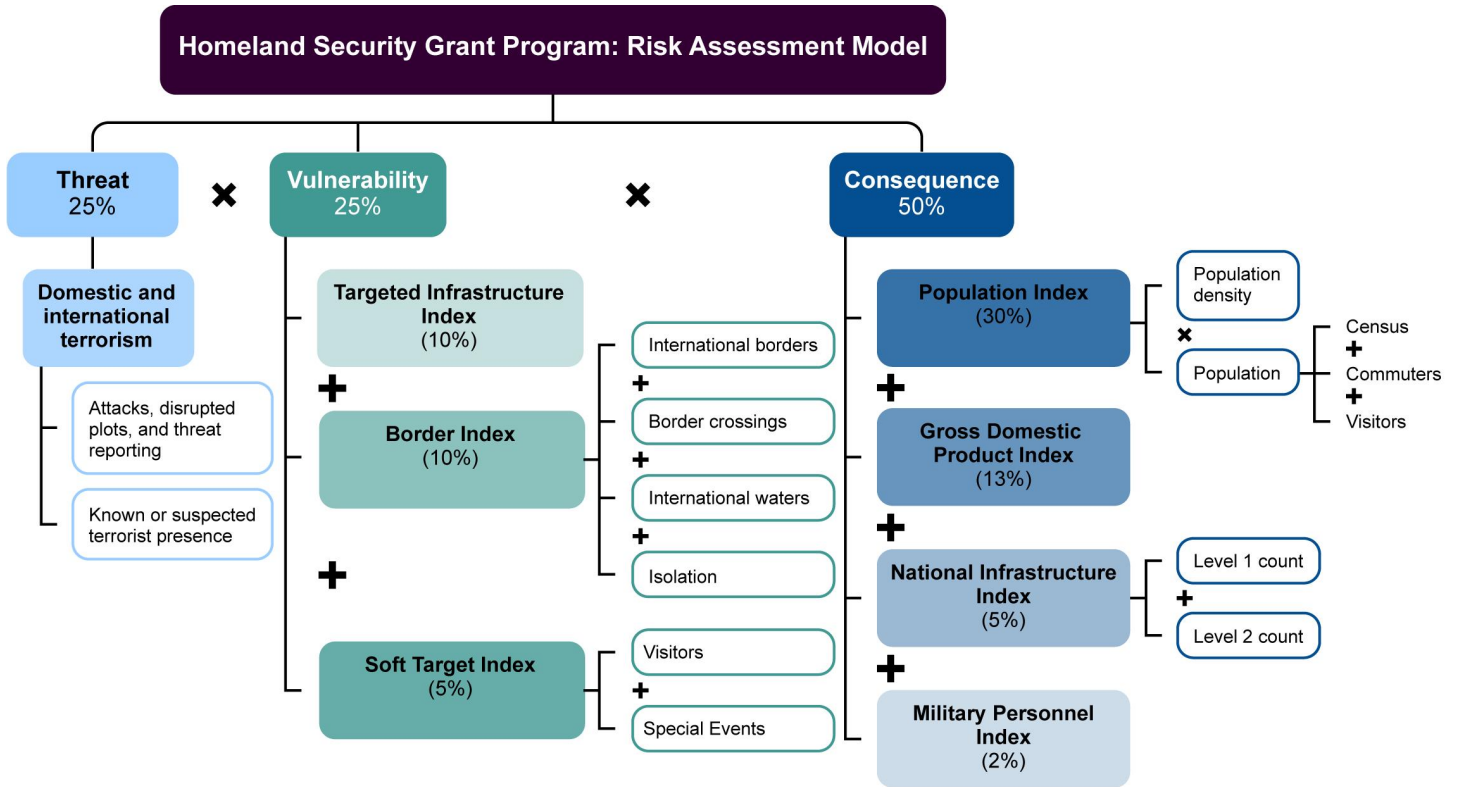 Homeland Security Grant Program: Risk Assessment Model
Threat
25%
Vulnerability
25%
Consequence
50%
Domestic and
international
terrorism
Attacks, disrupted
plots, and threat
reporting
Known or suspected
terrorist presence
Targeted Infrastructure
Index
(10%)
Border Index
(10%)
International borders
Border crossings
International waters
Isolation
Soft Target Index
(5%)
Visitors
Special Events
Population Index
(30%)
Population
density
Population
Census
Commuters
Visitors
Gross Domestic
Product Index
(13%)
National Infrastructure
Index
(5%)
Level 1 count
Level 2 count
Military Personnel
Index
(2%)